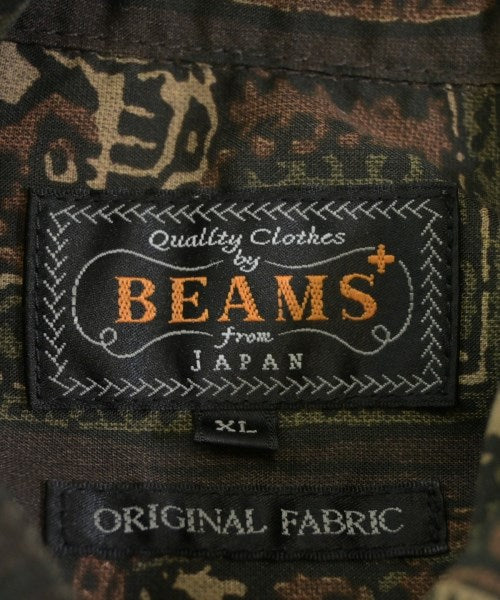 Quality Clothes
by
BEAMS+
from
JAPAN
XL
ORIGINAL FABRIC